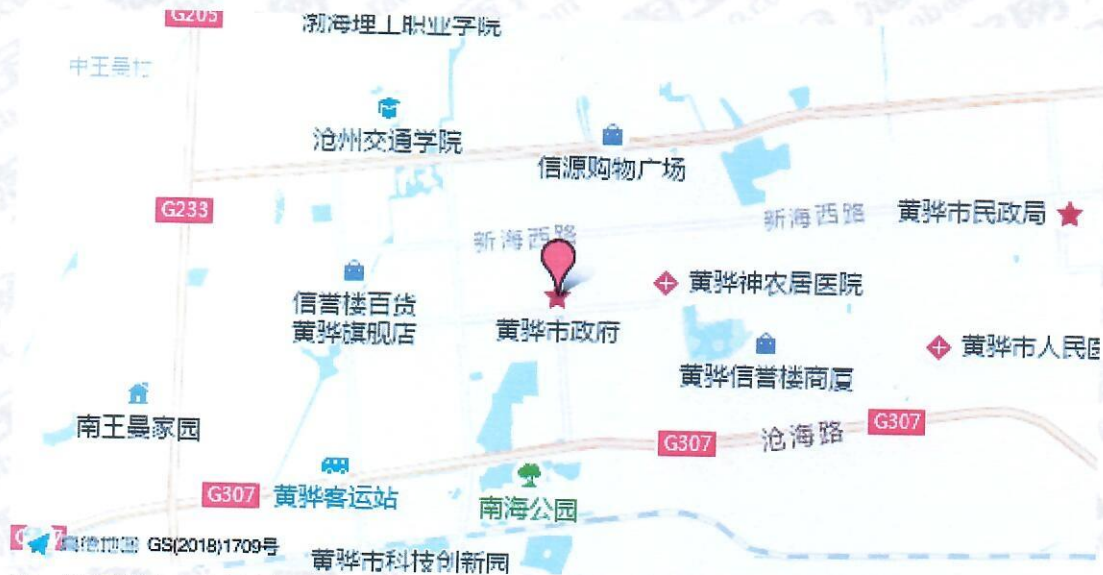 G205
渤海理工职业学院
中王曼村
沧州交通学院
信源购物广场
G233
新海西路
新海西路
黄骅市民政局
信誉楼百货
黄骅旗舰店
黄骅市政府
黄骅神农居医院
黄骅信誉楼商厦
黄骅市人民医
南王曼家园
G307
沧海路
G307
G307
黄骅客运站
南海公园
高德地图 GS(2018)1709号
黄骅市科技创新园